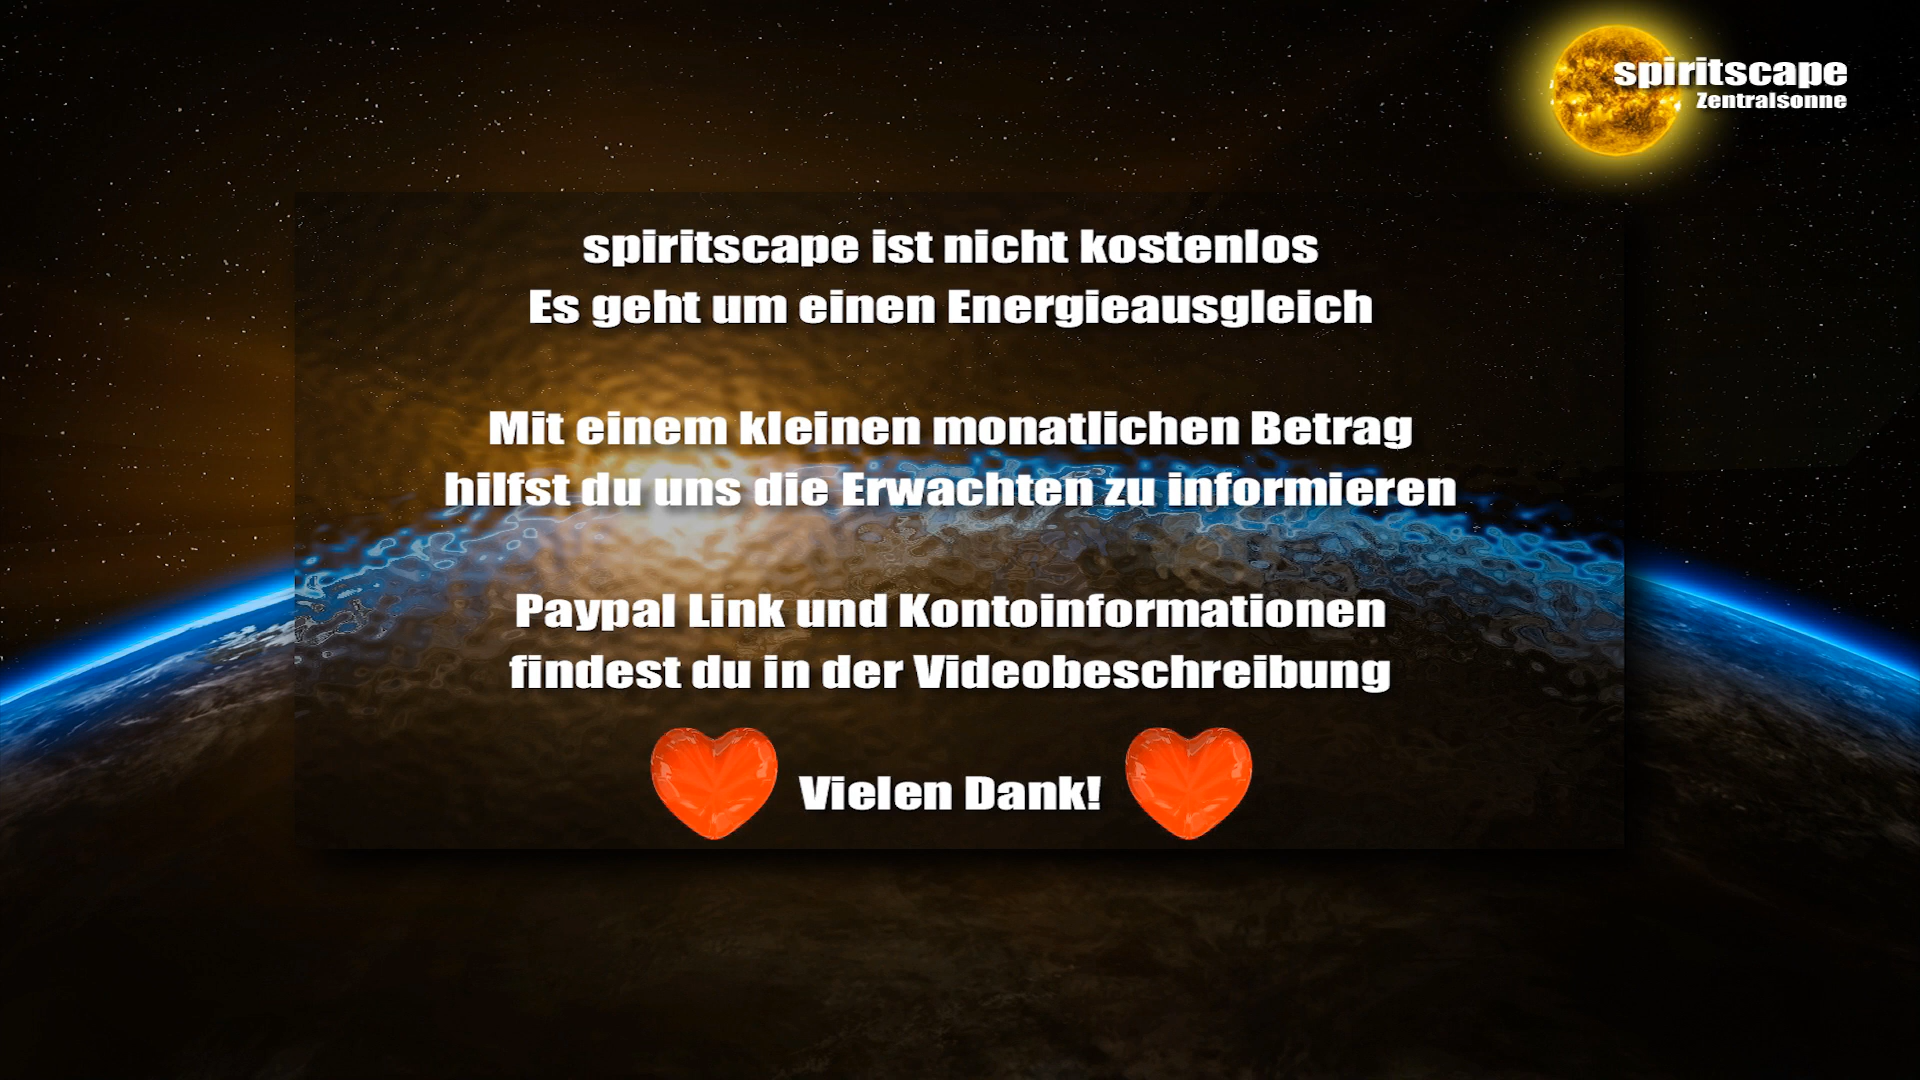 spiritscape
Zentralsonne
spiritscape ist nicht kostenlos
Es geht um einen Energieausgleich
Mit einem kleinen monatlichen Betrag
hilfst du uns die Erwachten zu informieren
Paypal Link und Kontoinformationen
findest du in der Videobeschreibung
Vielen Dank!